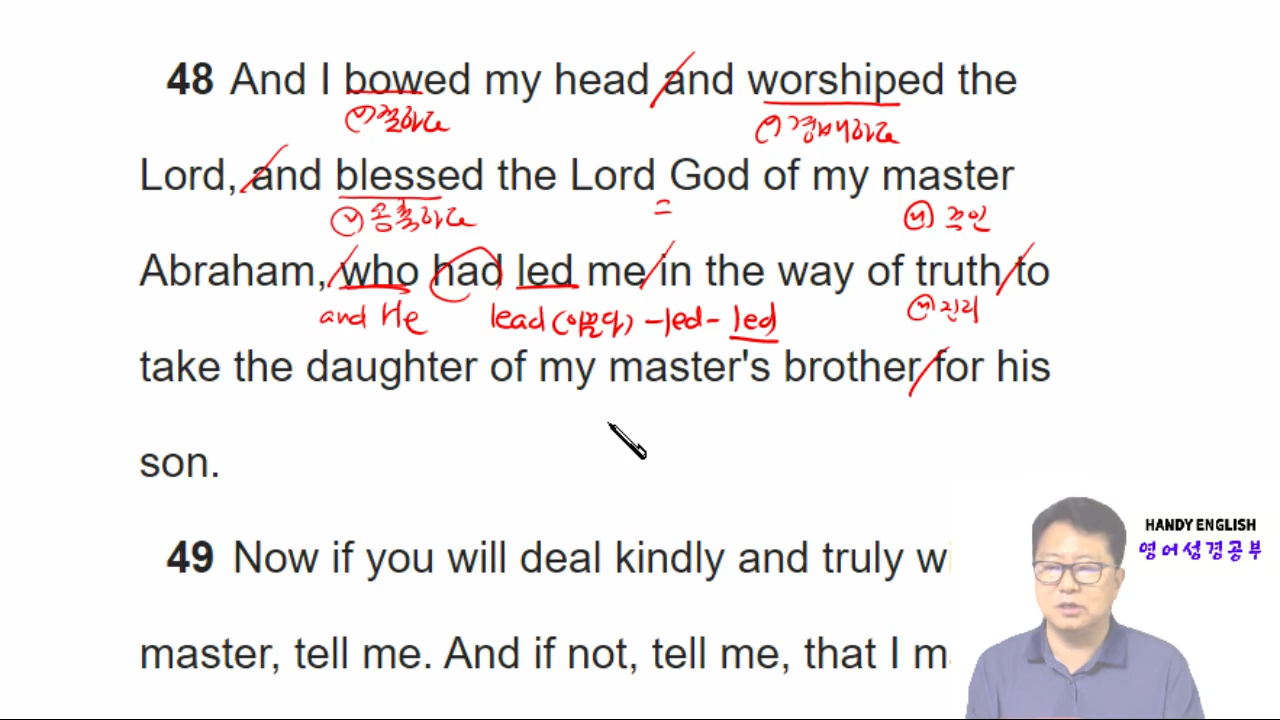 48 And I bowed my head and worshiped the
동 절하다
동 경배하다
Lord, and blessed the Lord God of my master
동 송축하다
=
명 주인
Abraham, who had led me in the way of truth to
and He
lead (이끌다) -led- led
명 진리
take the daughter of my master's brother for his
son.
HANDY ENGLISH
영어성경공부
49 Now if you will deal kindly and truly wi
master, tell me. And if not, tell me, that I m